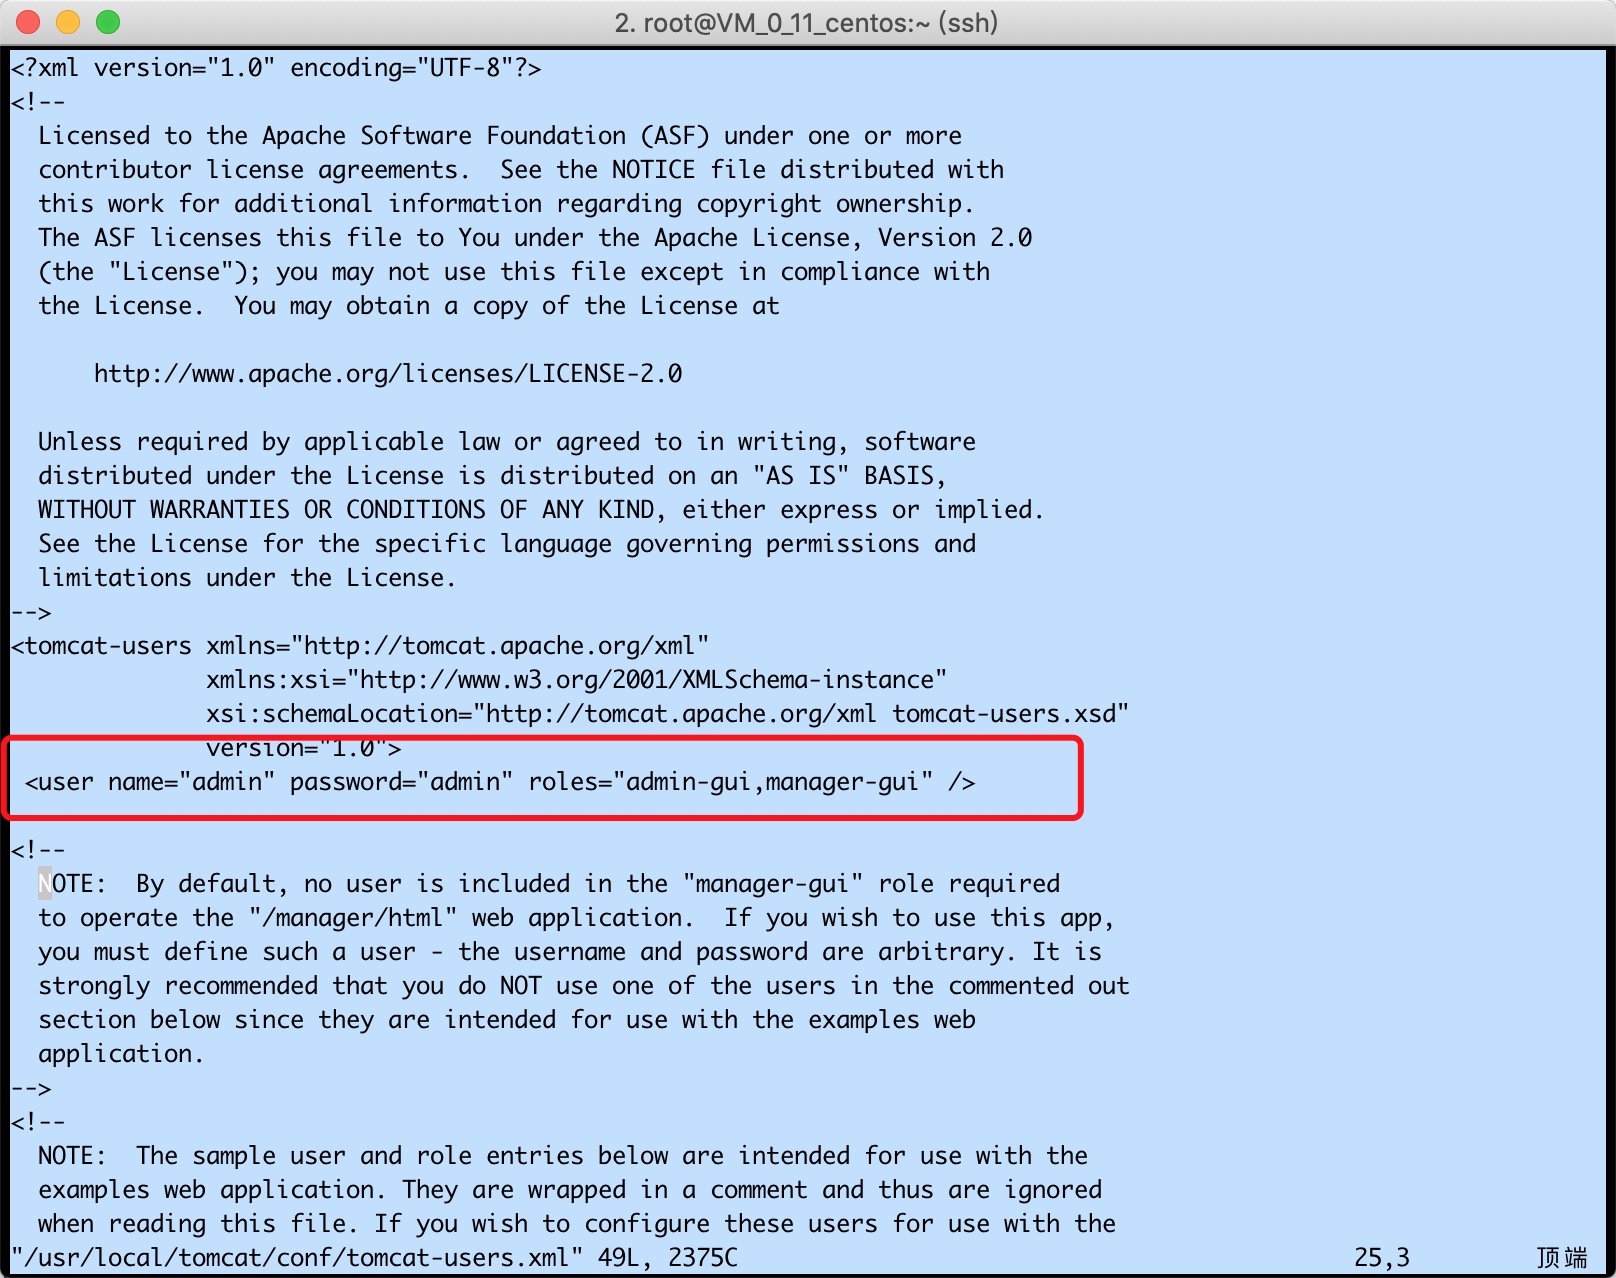 2. root@VM_0_11_centos:~ (ssh)
<?xml version="1.0" encoding="UTF-8"?>
<!--
  Licensed to the Apache Software Foundation (ASF) under one or more
  contributor license agreements.  See the NOTICE file distributed with
  this work for additional information regarding copyright ownership.
  The ASF licenses this file to You under the Apache License, Version 2.0
  (the "License"); you may not use this file except in compliance with
  the License.  You may obtain a copy of the License at

      http://www.apache.org/licenses/LICENSE-2.0

  Unless required by applicable law or agreed to in writing, software
  distributed under the License is distributed on an "AS IS" BASIS,
  WITHOUT WARRANTIES OR CONDITIONS OF ANY KIND, either express or implied.
  See the License for the specific language governing permissions and
  limitations under the License.
-->
<tomcat-users xmlns="http://tomcat.apache.org/xml"
              xmlns:xsi="http://www.w3.org/2001/XMLSchema-instance"
              xsi:schemaLocation="http://tomcat.apache.org/xml tomcat-users.xsd"
              version="1.0">
 <user name="admin" password="admin" roles="admin-gui,manager-gui" />

<!--
  NOTE:  By default, no user is included in the "manager-gui" role required
  to operate the "/manager/html" web application.  If you wish to use this app,
  you must define such a user - the username and password are arbitrary. It is
  strongly recommended that you do NOT use one of the users in the commented out
  section below since they are intended for use with the examples web
  application.
-->
<!--
  NOTE:  The sample user and role entries below are intended for use with the
  examples web application. They are wrapped in a comment and thus are ignored
  when reading this file. If you wish to configure these users for use with the
"/usr/local/tomcat/conf/tomcat-users.xml" 49L, 2375C 25,3 顶端